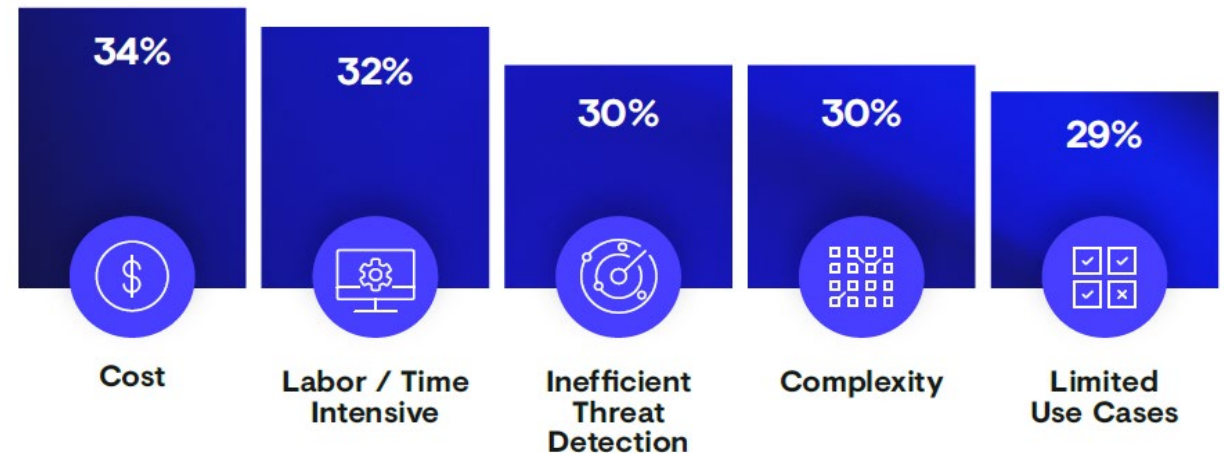 34%
32%
30%
30%
29%
Cost
Labor / Time
Intensive
Inefficient
Threat
Detection
Complexity
Limited
Use Cases